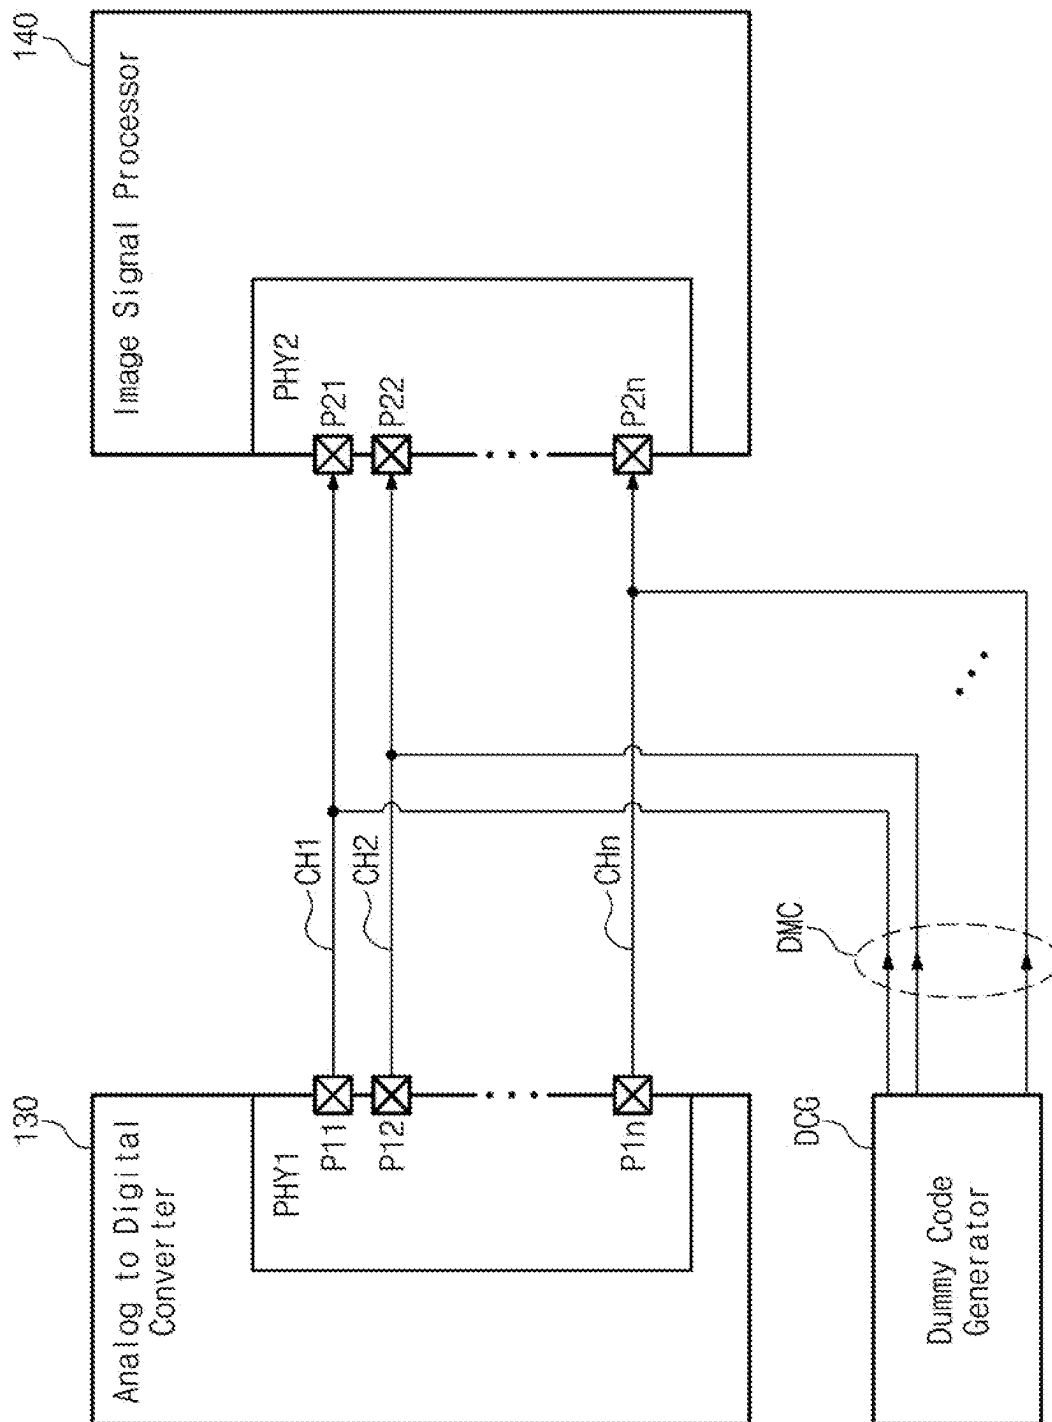 130
Analog to Digital
Converter
PHY1
P11
P12
P1n
CH1
CH2
CHn
140
Image Signal Processor
PHY2
P21
P22
P2n
DCG
Dummy Code
Generator
DMC